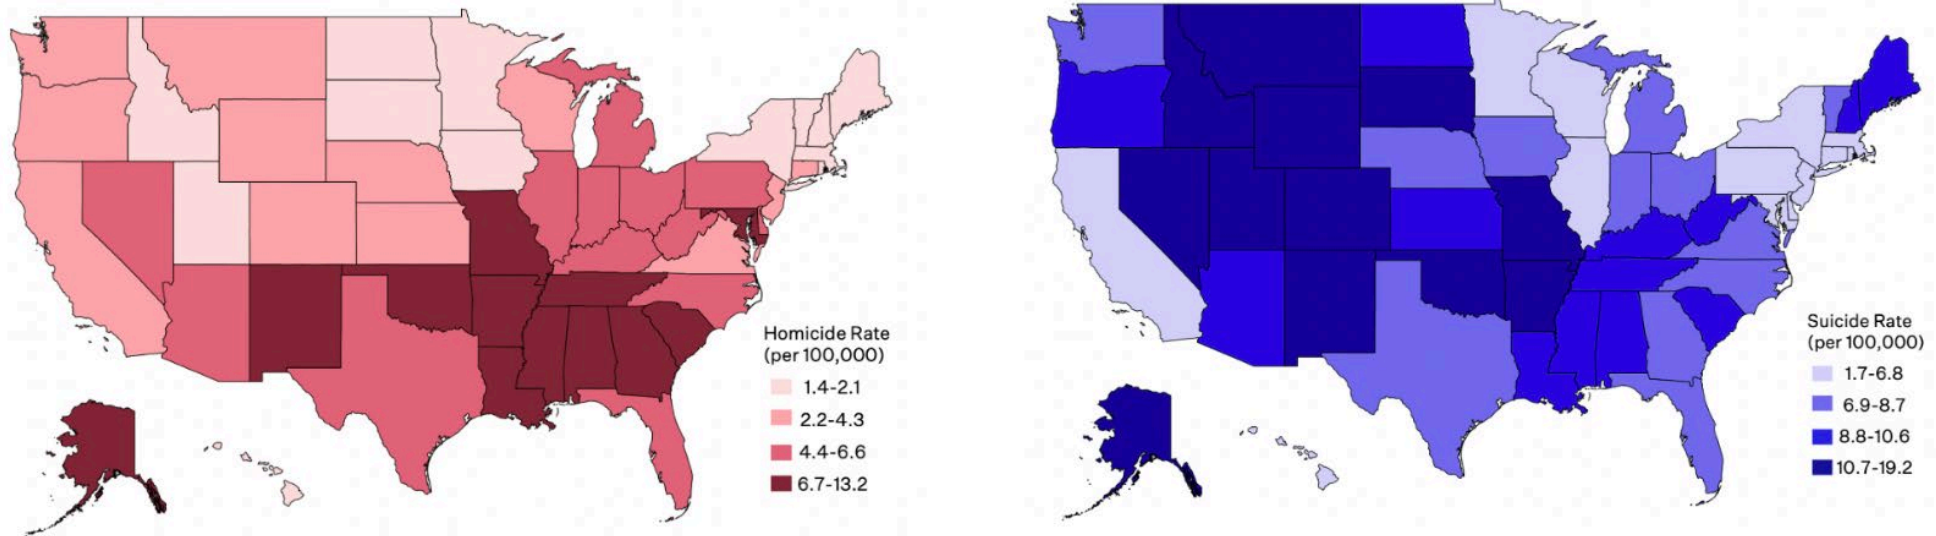 Homicide Rate
(per 100,000)
1.4-2.1
2.2-4.3
4.4-6.6
6.7-13.2
Suicide Rate
(per 100,000)
1.7-6.8
6.9-8.7
8.8-10.6
10.7-19.2